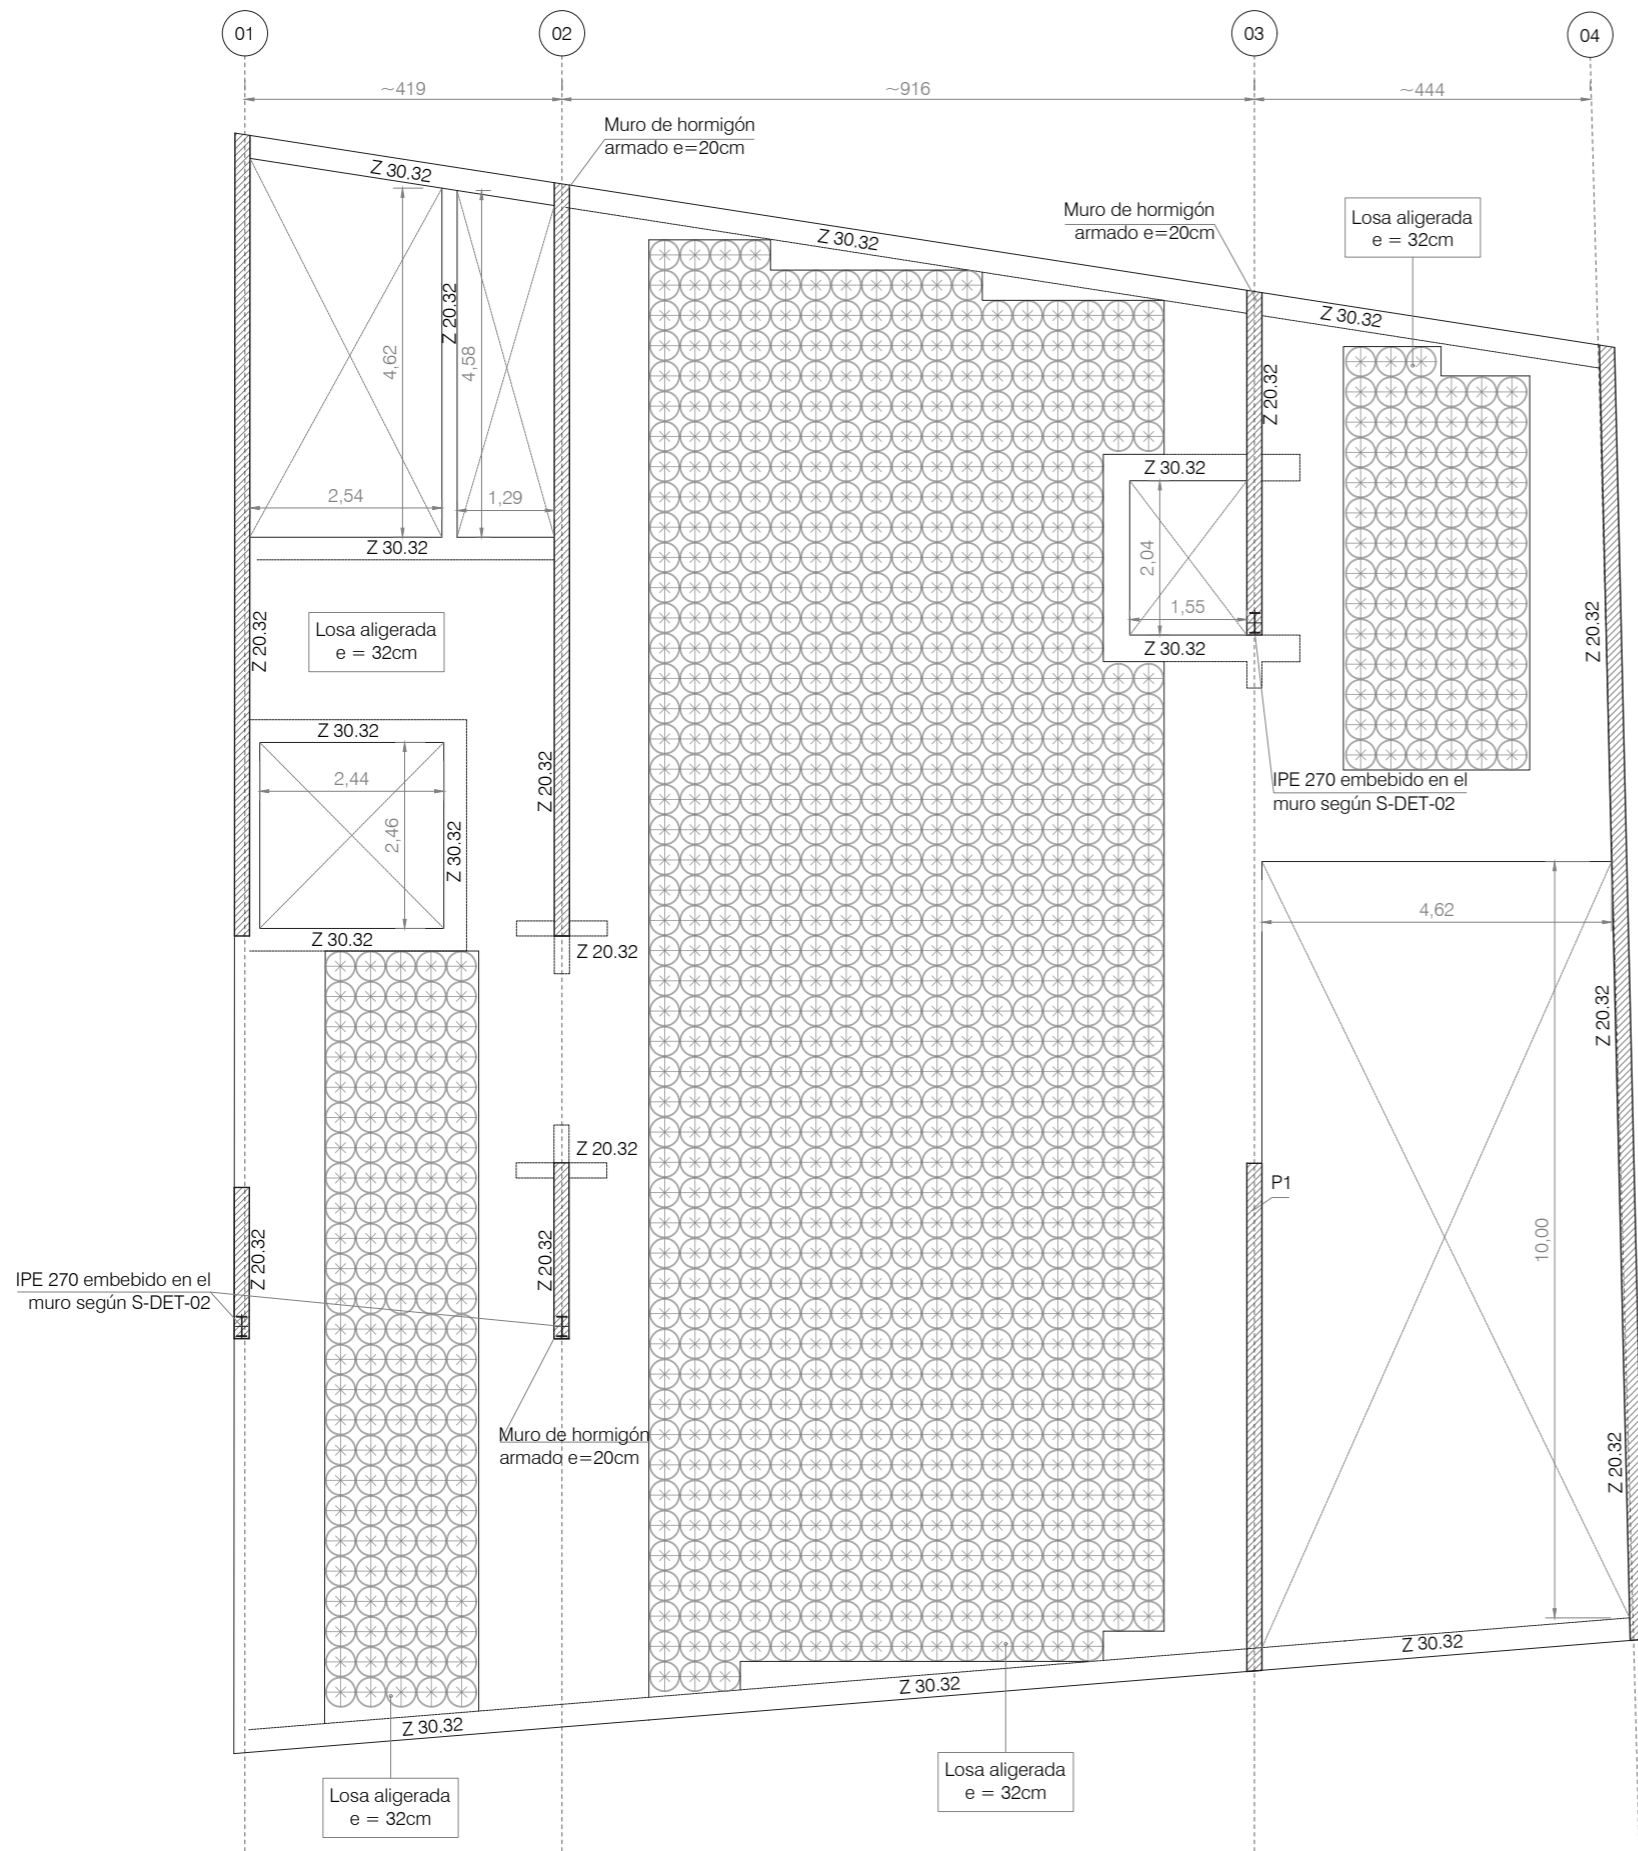 01
02
03
04
~419
~916
~444
Muro de hormigón
armado e=20cm
Z 30.32
Muro de hormigón
armado e=20cm
Losa aligerada
e = 32cm
Z 30.32
Z 30.32
Z 20.32
4,62
4,58
Z 20.32
2,54
1,29
Z 30.32
Z 30.32
2,04
1,55
Z 30.32
Z 20.32
Losa aligerada
e = 32cm
Z 20.32
Z 30.32
2,44
2,46
Z 30.32
Z 20.32
IPE 270 embebido en el
muro según S-DET-02
4,62
Z 30.32
Z 20.32
Z 20.32
Z 20.32
P1
10,00
Z 20.32
Z 20.32
IPE 270 embebido en el
muro según S-DET-02
Muro de hormigón
armado e=20cm
Z 20.32
Z 30.32
Z 30.32
Z 30.32
Losa aligerada
e = 32cm
Losa aligerada
e = 32cm